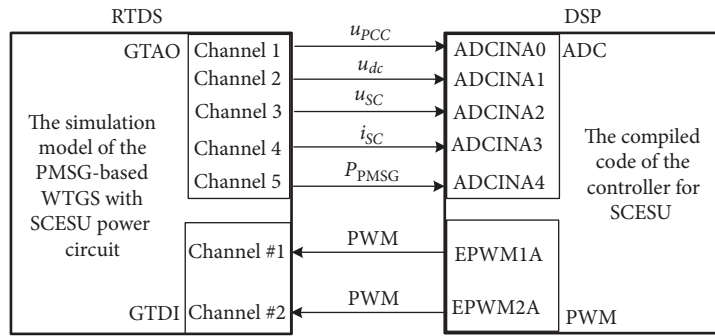 RTDS
DSP
GTAO
Channel 1
u_PCC
ADCINA0
ADC
Channel 2
u_dc
ADCINA1
Channel 3
u_SC
ADCINA2
Channel 4
i_SC
ADCINA3
Channel 5
P_PMSG
ADCINA4
The simulation
model of the
PMSG-based
WTGS with
SCESU power
circuit
The compiled
code of the
controller for
SCESU
Channel #1
PWM
EPWM1A
GTDI
Channel #2
PWM
EPWM2A
PWM